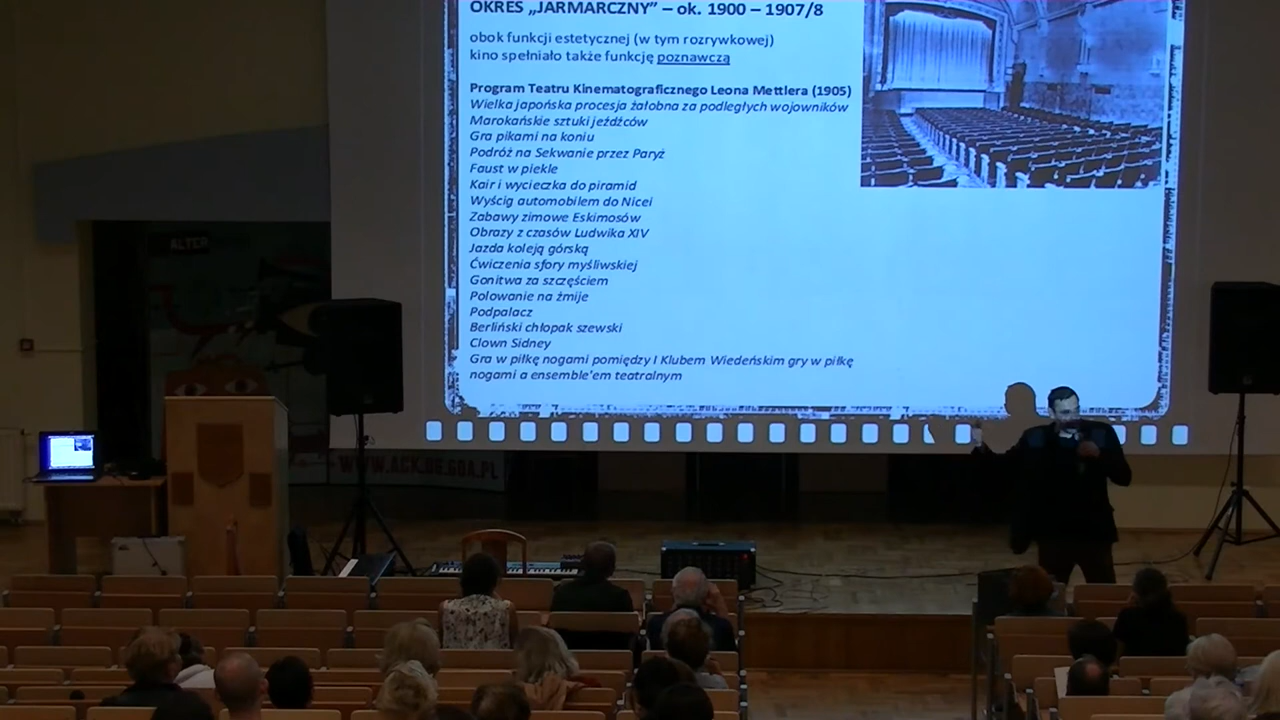 OKRES „JARMARCZNY” – ok. 1900 – 1907/8
obok funkcji estetycznej (w tym rozrywkowej)
kino spełniało także funkcję poznawczą
Program Teatru Kinematograficznego Leona Mettlera (1905)
Wielka japońska procesja żałobna za podległych wojowników
Marokańskie sztuki jeźdźców
Gra pikami na koniu
Podróż na Sekwanie przez Paryż
Faust w piekle
Kair i wycieczka do piramid
Wyścig automobilem do Nicei
Zabawy zimowe Eskimosów
Obrazy z czasów Ludwika XIV
Jazda koleją górską
Ćwiczenia sfory myśliwskiej
Gonitwa za szczęściem
Polowanie na żmije
Podpalacz
Berliński chłopak szewski
Clown Sidney
Gra w piłkę nogami pomiędzy I Klubem Wiedeńskim gry w piłkę
nogami a ensemble'em teatralnym
ALTER
WWW.ACK.UG.GDA.PL